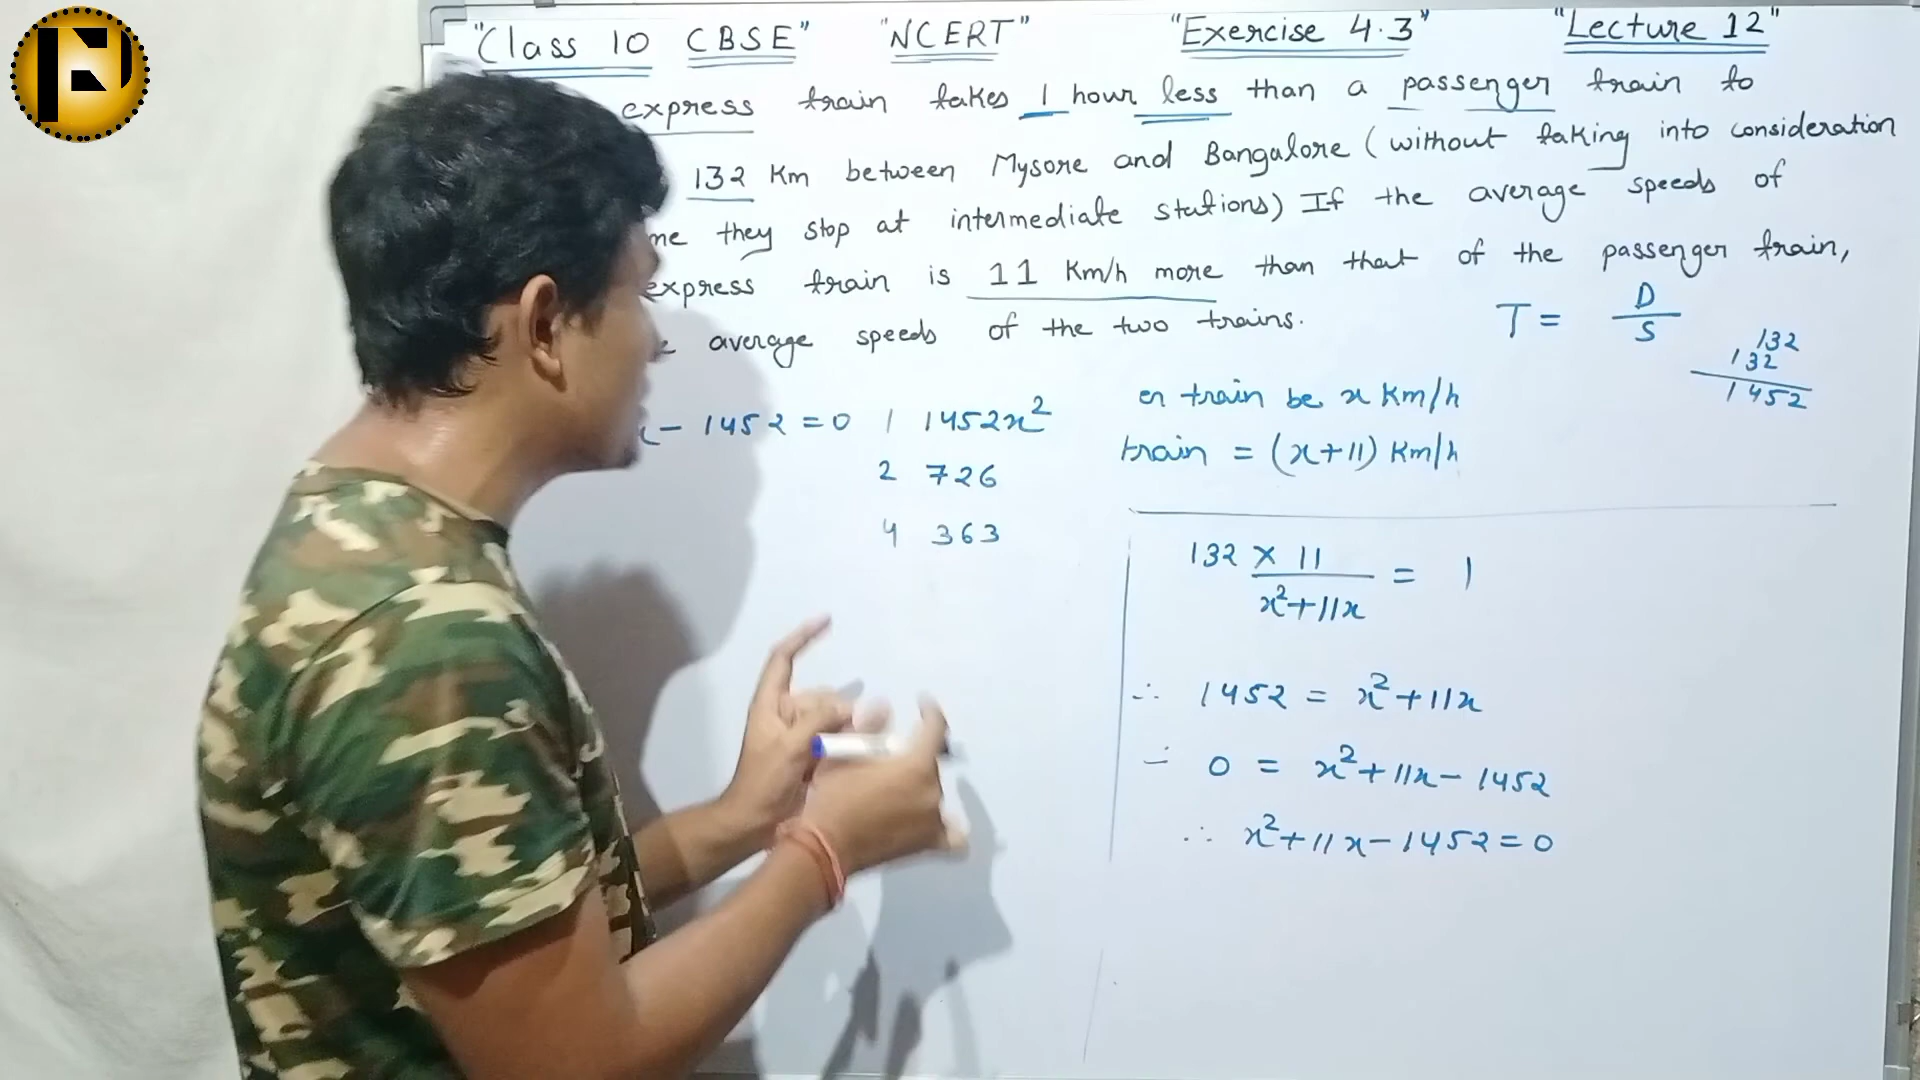 "Class 10 CBSE" "NCERT" "Exercise 4.3" "Lecture 12"
express train takes 1 hour less than a passenger train to
132 Km between Mysore and Bangalore (without taking into consideration
me they stop at intermediate stations) If the average speeds of
express train is 11 Km/h more than that of the passenger train,
average speeds of the two trains.
T = D/S
132
132
1452
er train be x Km/h
train = (x+11) Km/h
x - 1452 = 0
1 1452x²
2 726
4 363
132 × 11 / x²+11x = 1
∴ 1452 = x²+11x
∴ 0 = x²+11x - 1452
∴ x²+11x - 1452 = 0